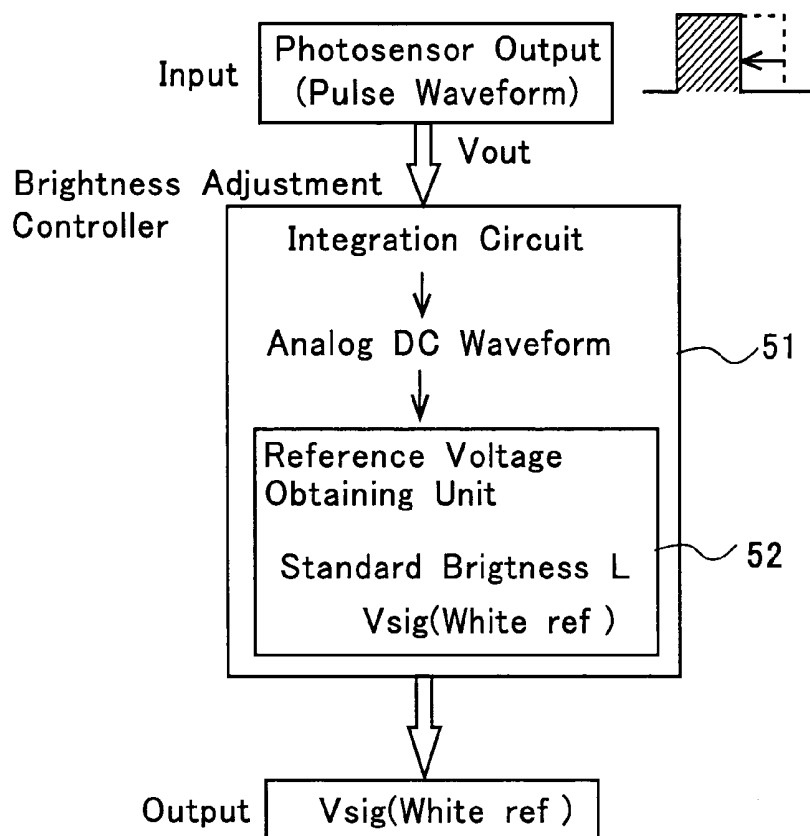 Input
Photosensor Output
(Pulse Waveform)
Vout
Brightness Adjustment
Controller
Integration Circuit
Analog DC Waveform
51
Reference Voltage
Obtaining Unit
52
Standard Brigtness L
Vsig(White ref)
Output
Vsig(White ref)